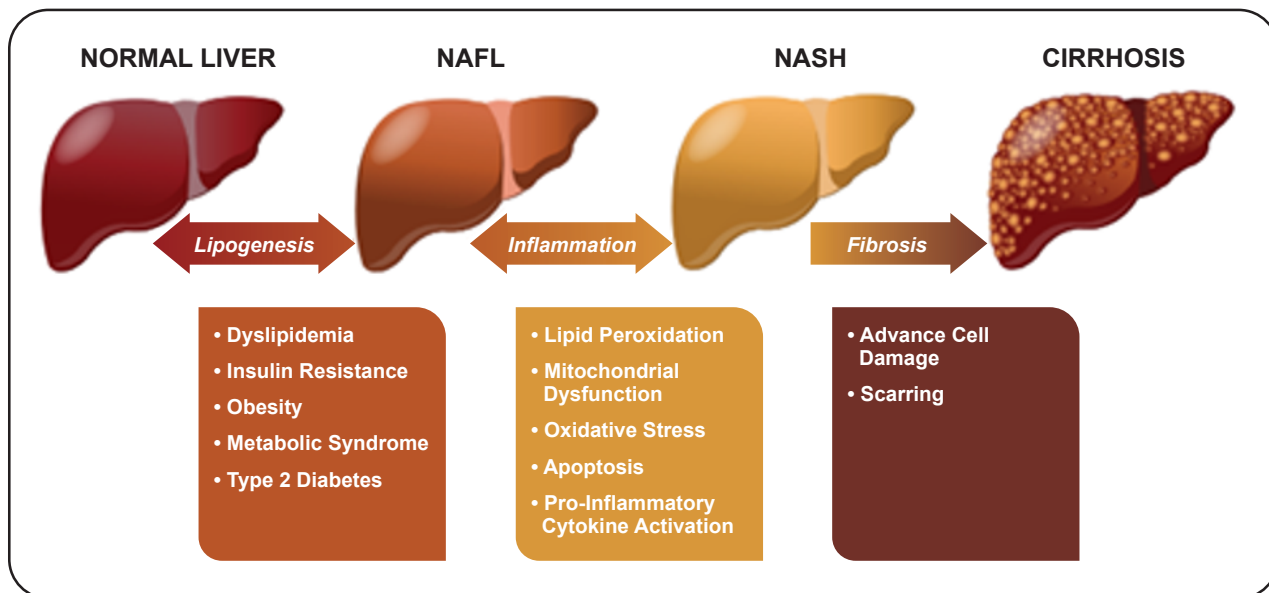 NORMAL LIVER
NAFL
NASH
CIRRHOSIS
Lipogenesis
Inflammation
Fibrosis
• Dyslipidemia
• Insulin Resistance
• Obesity
• Metabolic Syndrome
• Type 2 Diabetes
• Lipid Peroxidation
• Mitochondrial
Dysfunction
• Oxidative Stress
• Apoptosis
• Pro-Inflammatory
Cytokine Activation
• Advance Cell
Damage
• Scarring